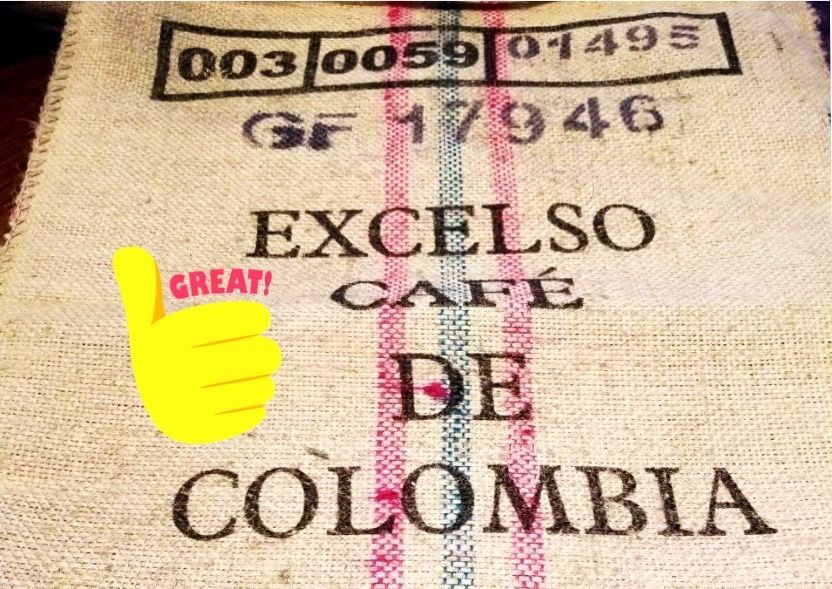 003 0059 01495
GF 17946
EXCELSO
GREAT!
CAFÉ
DE
COLOMBIA